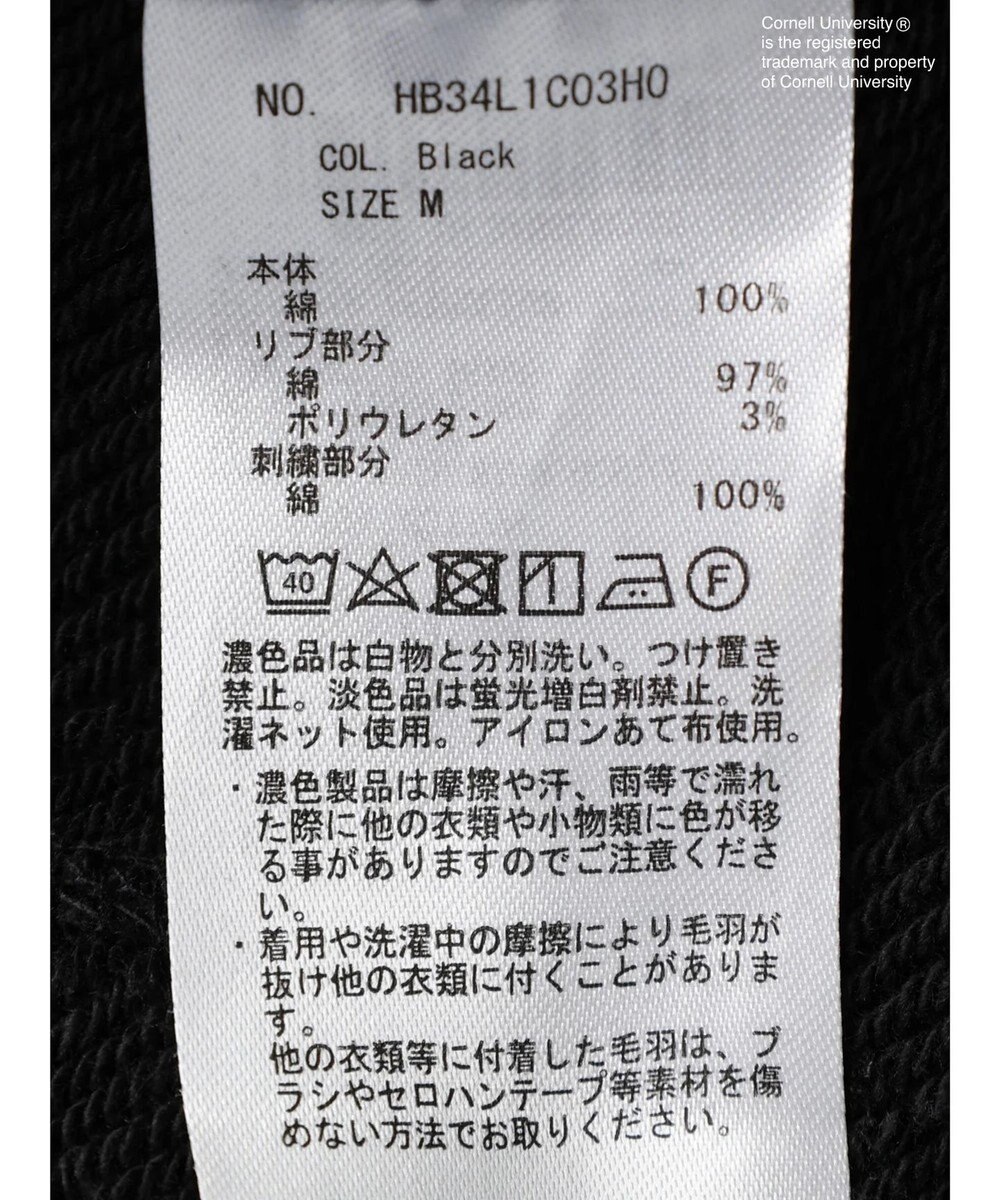 Cornell University®
is the registered
trademark and property
of Cornell University
NO. HB34L1C03H0
COL. Black
SIZE M
本体
綿 100%
リブ部分
綿 97%
ポリウレタン 3%
刺繍部分
綿 100%
40 F
濃色品は白物と分別洗い。つけ置き
禁止。淡色品は蛍光増白剤禁止。洗
濯ネット使用。アイロンあて布使用。
・濃色製品は摩擦や汗、雨等で濡れ
た際に他の衣類や小物類に色が移
る事がありますのでご注意くださ
い。
・着用や洗濯中の摩擦により毛羽が
抜け他の衣類に付くことがありま
す。
他の衣類等に付着した毛羽は、ブ
ラシやセロハンテープ等素材を傷
めない方法でお取りください。